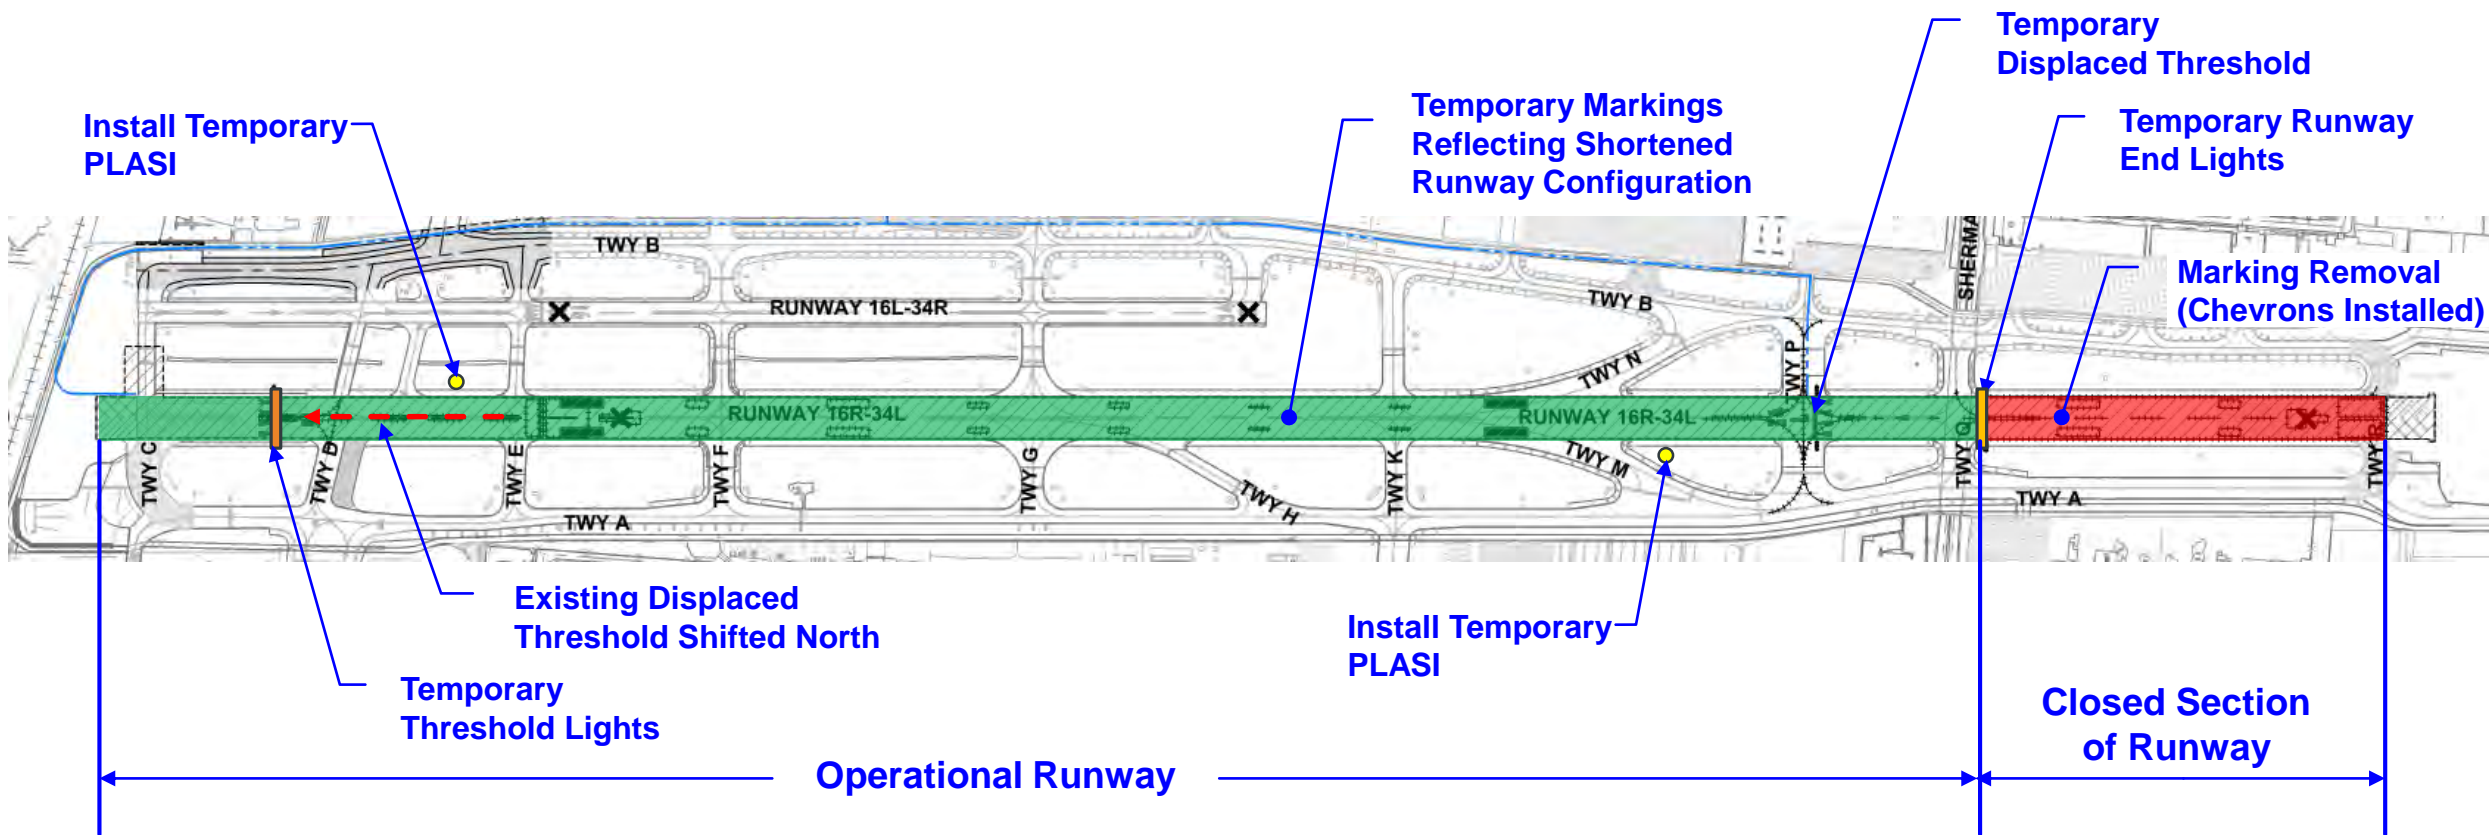 Temporary
Displaced Threshold
Temporary Markings
Reflecting Shortened
Runway Configuration
Install Temporary
PLASI
Temporary Runway
End Lights
TWY B
SHERMA
Marking Removal
(Chevrons Installed)
RUNWAY 16L-34R
TWY B
TWY N
TWY P
RUNWAY 16R-34L
RUNWAY 16R-34L
TWY C
TWY D
TWY E
TWY F
TWY G
TWY H
TWY K
TWY M
TWY Q
TWY R
TWY A
TWY A
Existing Displaced
Threshold Shifted North
Install Temporary
PLASI
Temporary
Threshold Lights
Closed Section
of Runway
Operational Runway